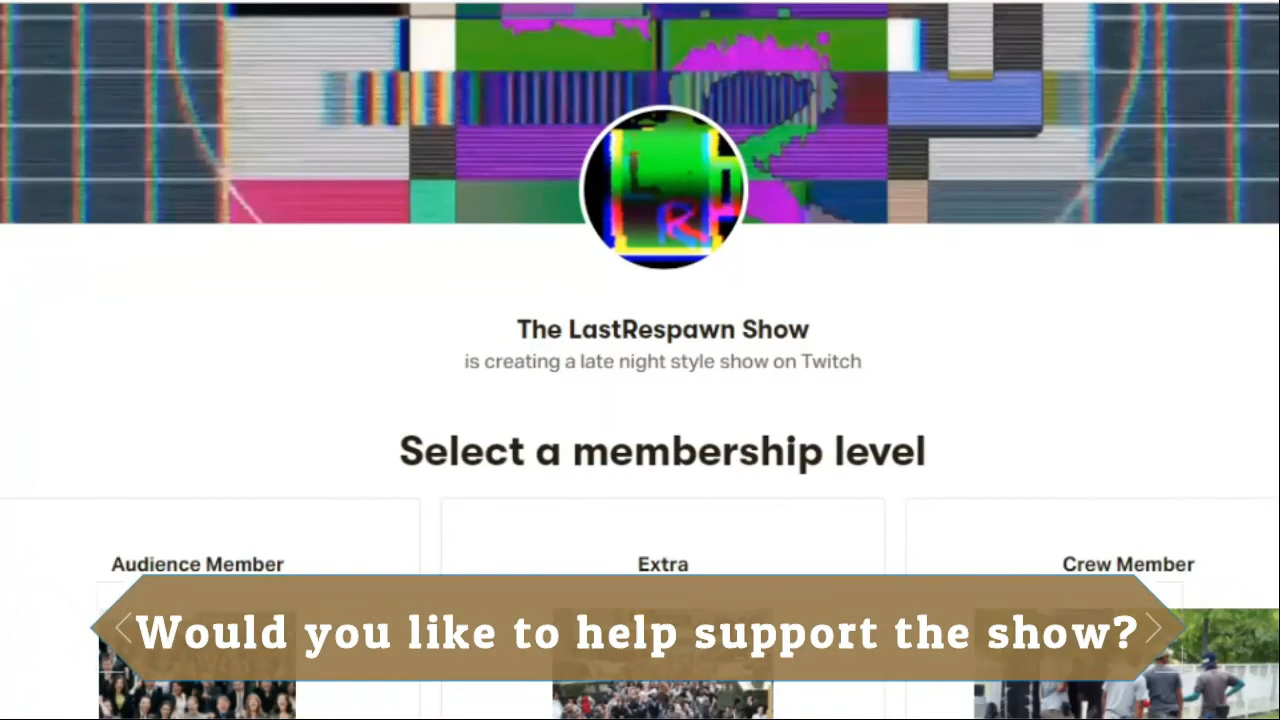 L
R
The LastRespawn Show
is creating a late night style show on Twitch
Select a membership level
Audience Member
Extra
Crew Member
Would you like to help support the show?